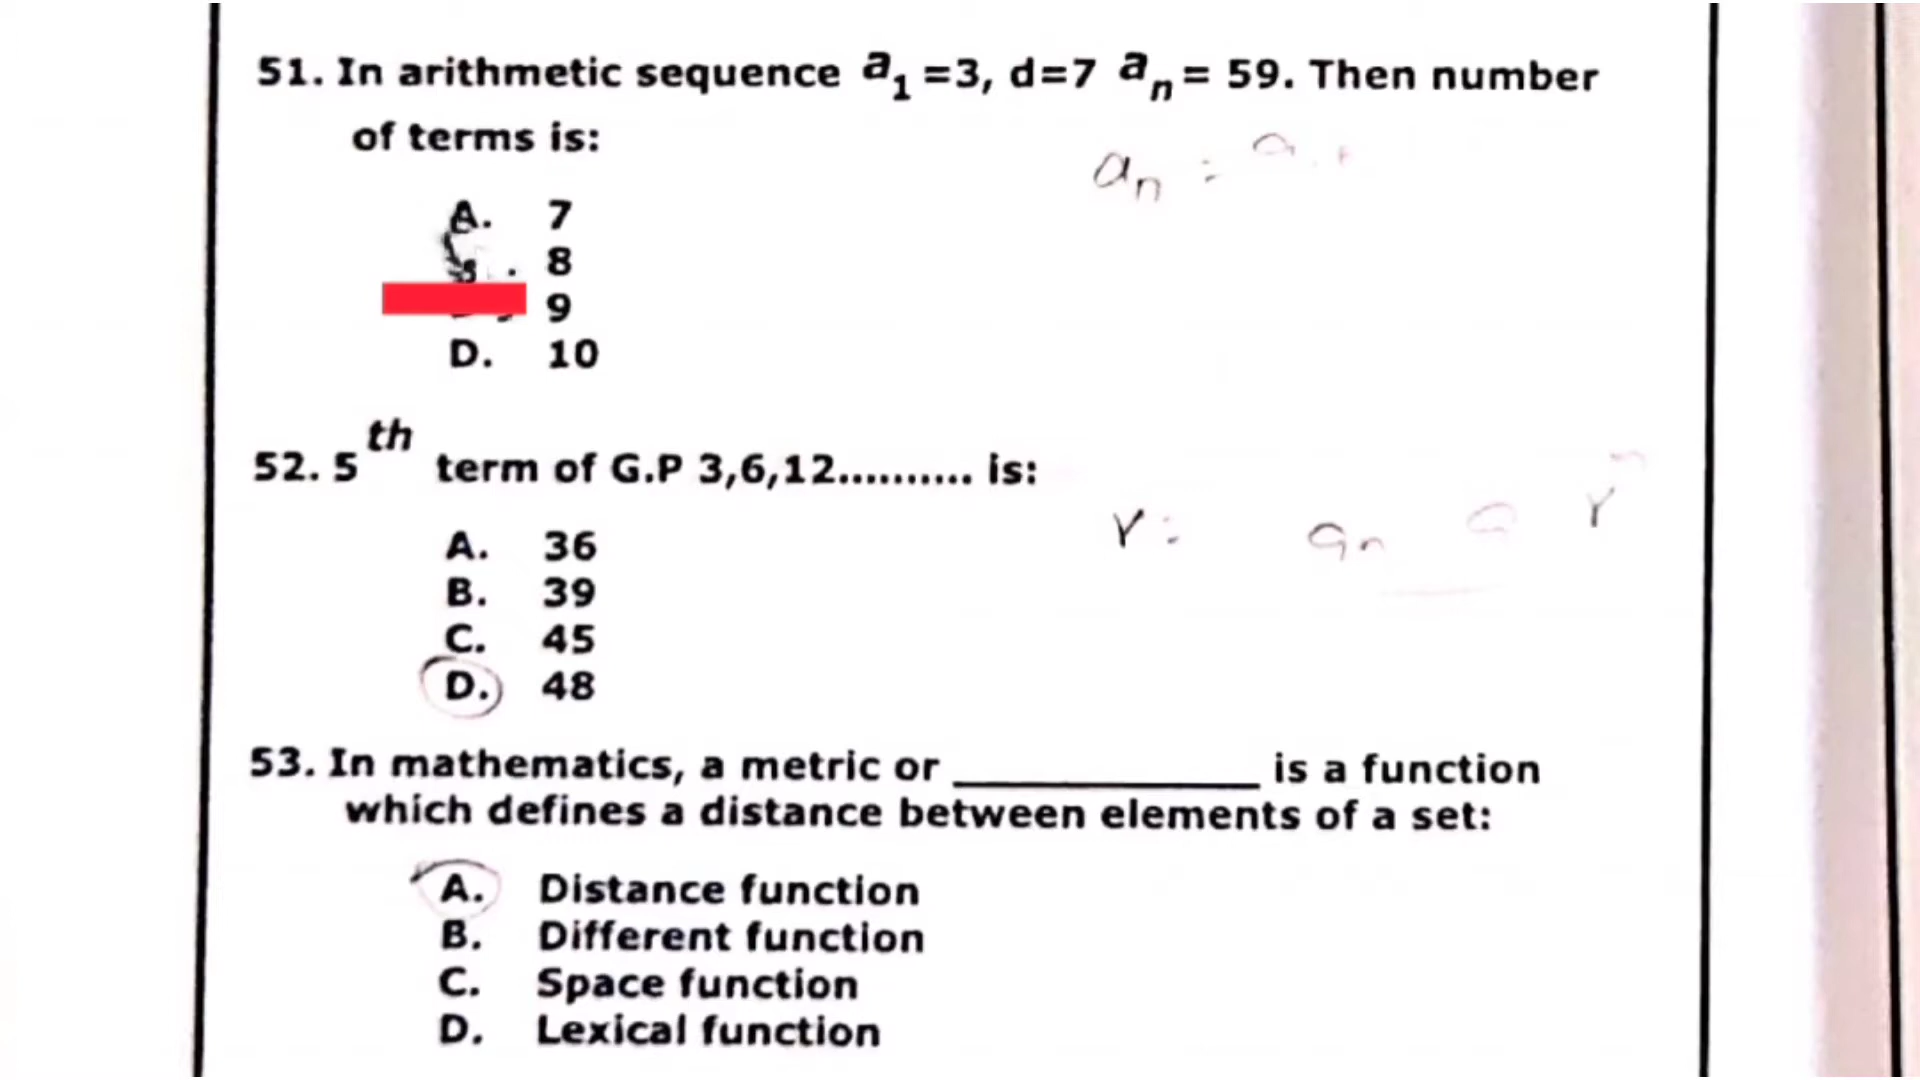 51. In arithmetic sequence a₁ =3, d=7 aₙ= 59. Then number
of terms is:
aₙ =
A. 7
8
9
D. 10
52. 5ᵗʰ term of G.P 3,6,12.......... is:
r = aₙ a r
A. 36
B. 39
C. 45
D. 48
53. In mathematics, a metric or ____________ is a function
which defines a distance between elements of a set:
A. Distance function
B. Different function
C. Space function
D. Lexical function